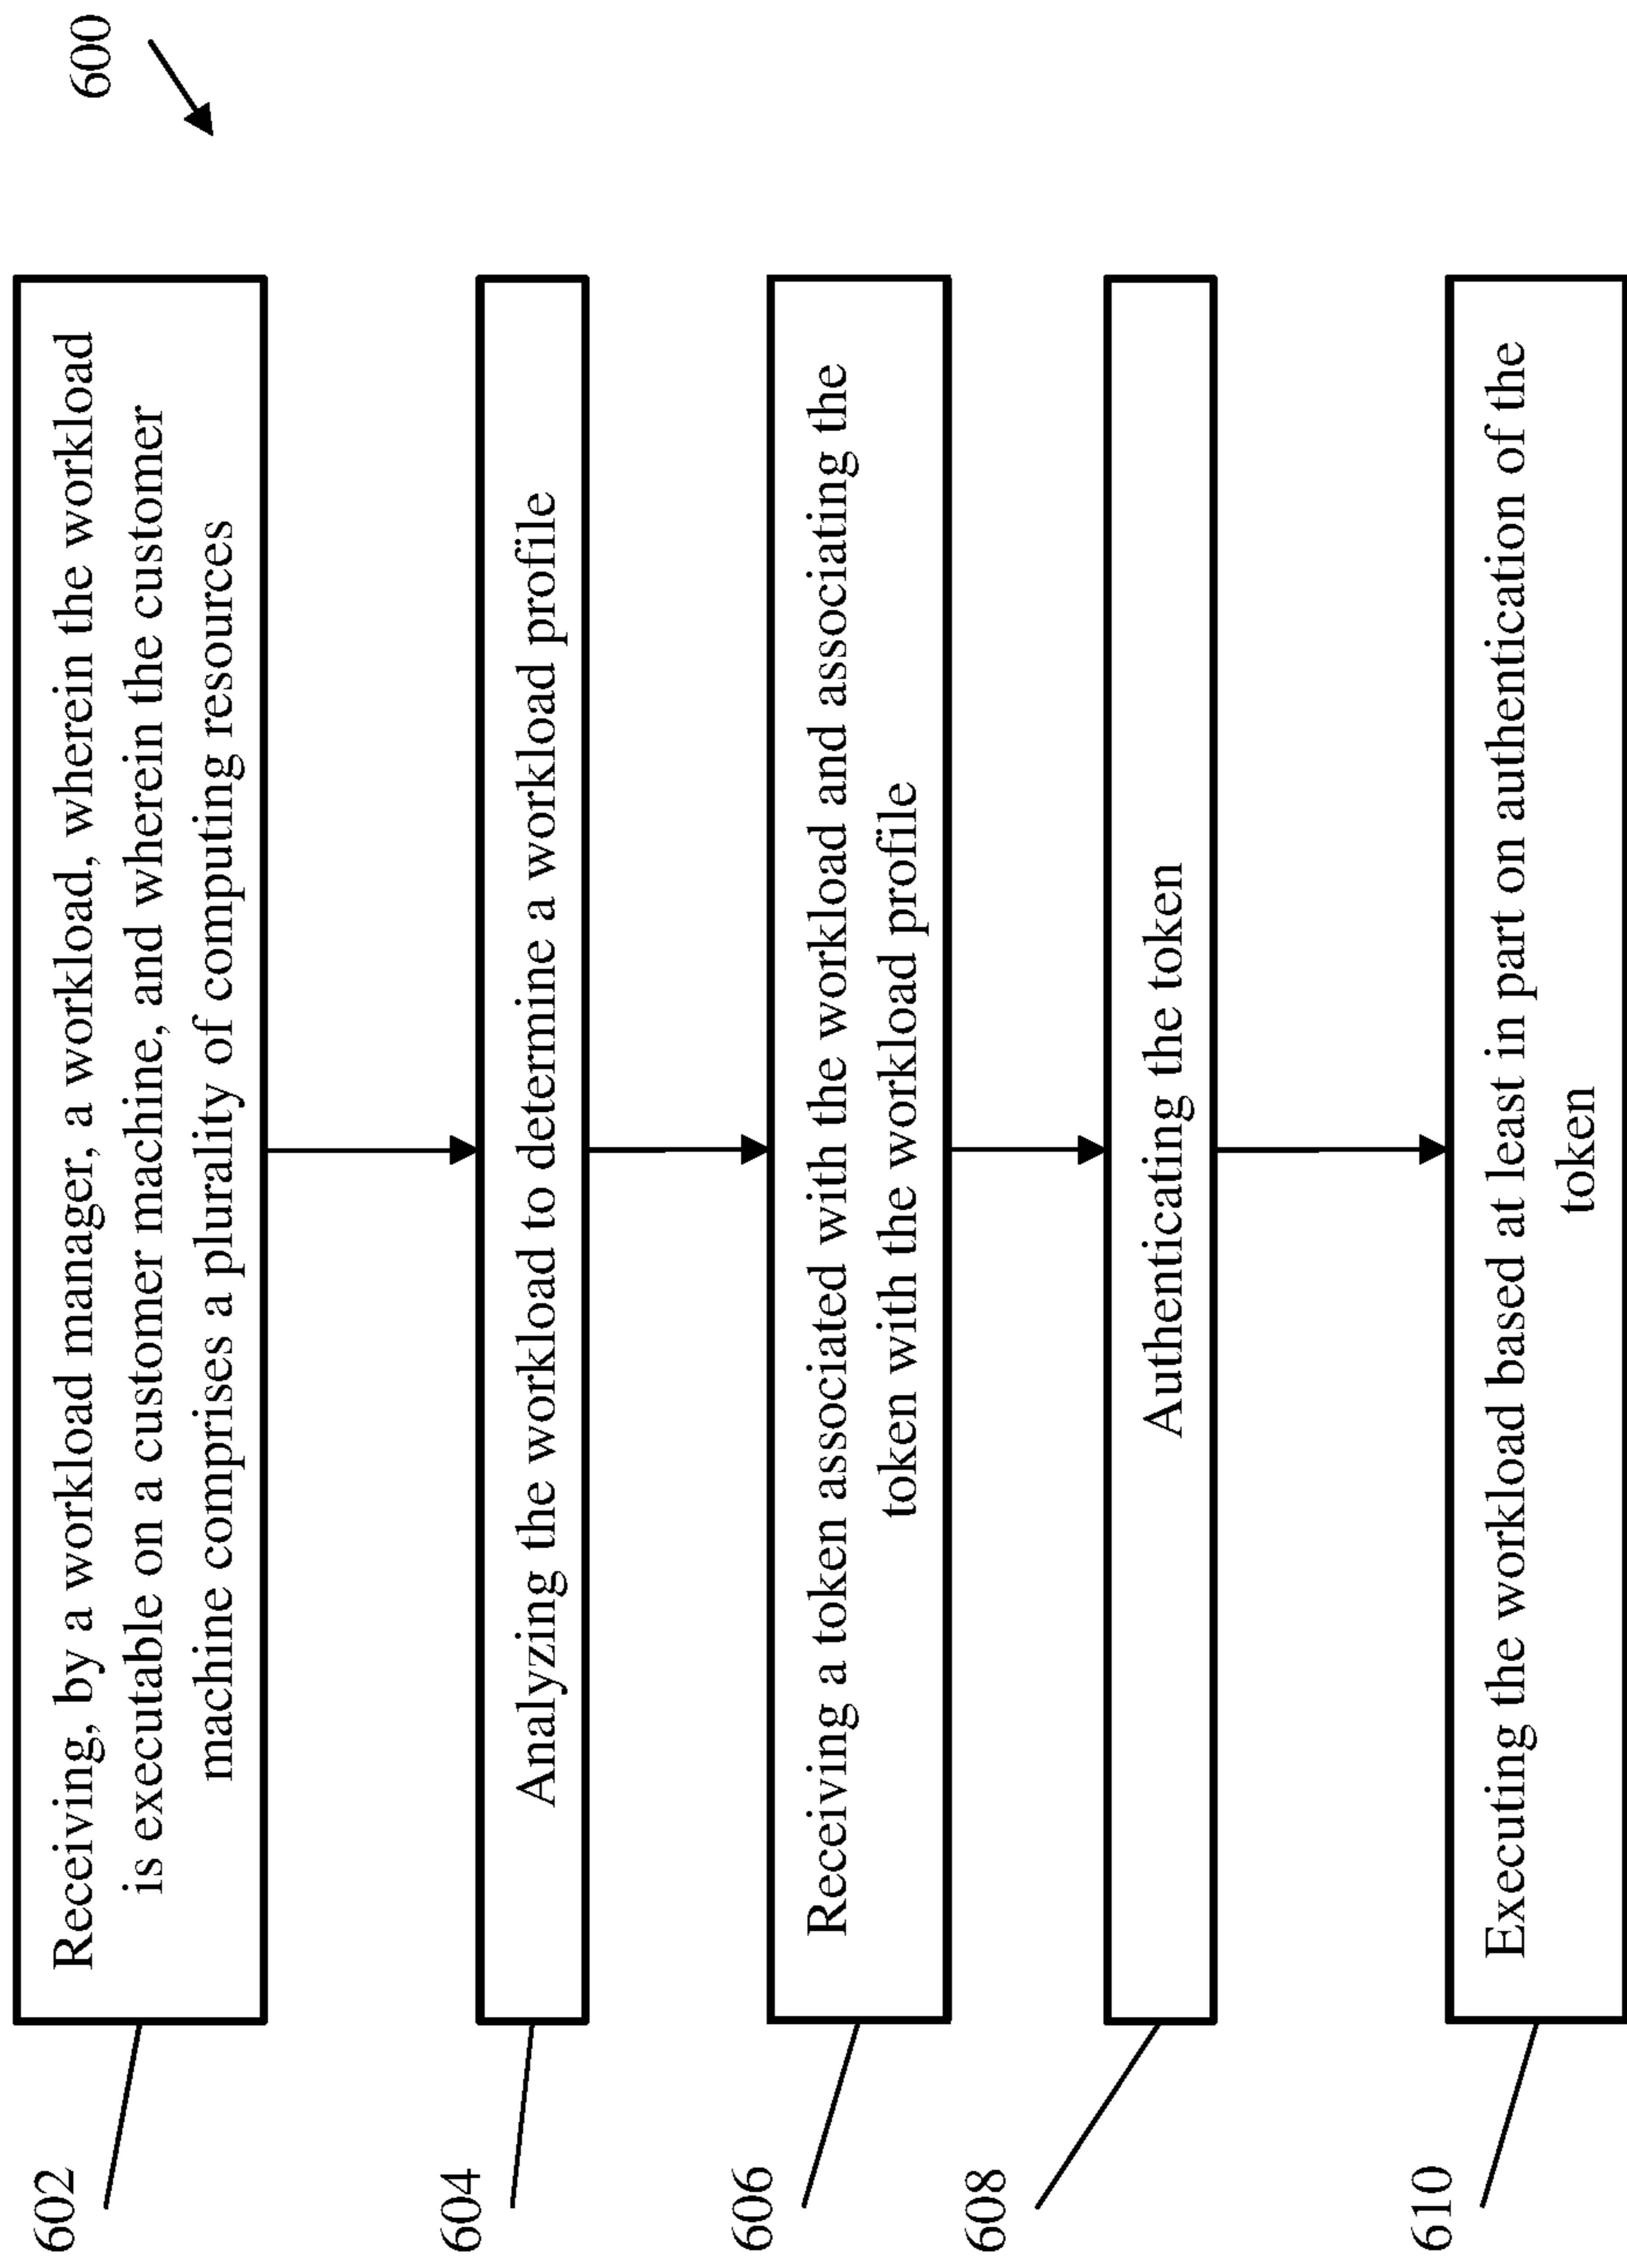 600
602
Receiving, by a workload manager, a workload, wherein the workload
is executable on a customer machine, and wherein the customer
machine comprises a plurality of computing resources
604
Analyzing the workload to determine a workload profile
606
Receiving a token associated with the workload and associating the
token with the workload profile
608
Authenticating the token
610
Executing the workload based at least in part on authentication of the
token